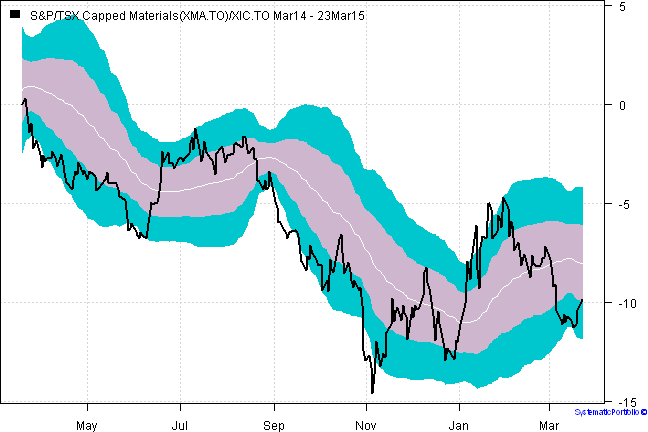 S&P/TSX Capped Materials(XMA.TO)/XIC.TO Mar14 - 23Mar15
5
0
-5
-10
-15
May Jul Sep Nov Jan Mar
SystematicPortfolio ©